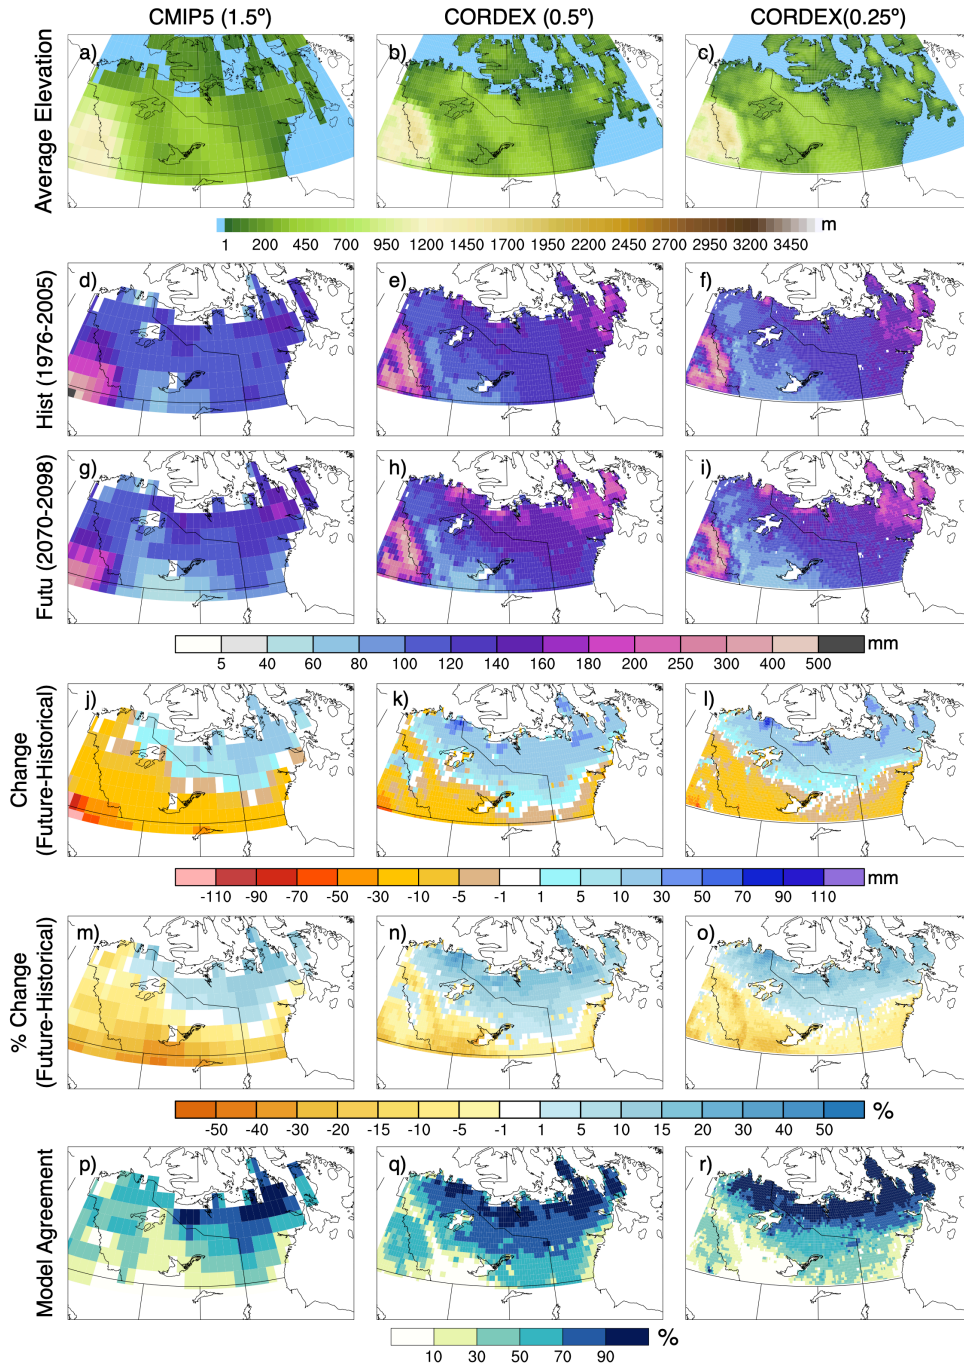 CMIP5 (1.5º) CORDEX (0.5º) CORDEX(0.25º)
Average Elevation
a) b) c)
1 200 450 700 950 1200 1450 1700 1950 2200 2450 2700 2950 3200 3450 m
Hist (1976-2005)
d) e) f)
Futu (2070-2098)
g) h) i)
5 40 60 80 100 120 140 160 180 200 250 300 400 500 mm
Change
(Future-Historical)
j) k) l)
-110 -90 -70 -50 -30 -10 -5 -1 1 5 10 30 50 70 90 110 mm
% Change
(Future-Historical)
m) n) o)
-50 -40 -30 -20 -15 -10 -5 -1 1 5 10 15 20 30 40 50 %
Model Agreement
p) q) r)
10 30 50 70 90 %